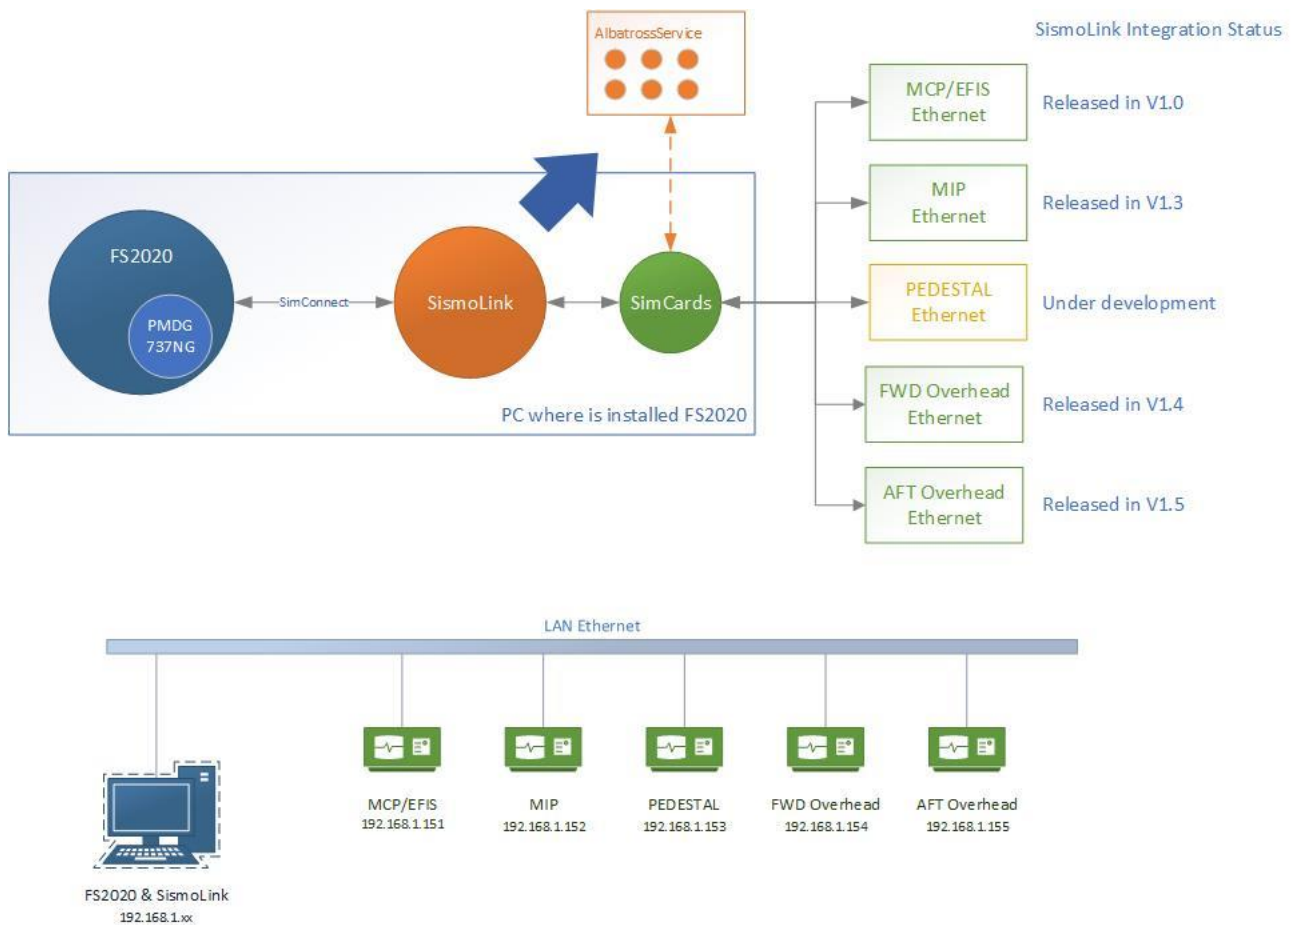 SismoLink Integration Status
AlbatrossService
MCP/EFIS
Ethernet
Released in V1.0
MIP
Ethernet
Released in V1.3
FS2020
PMDG
737NG
SimConnect
SismoLink
SimCards
PEDESTAL
Ethernet
Under development
PC where is installed FS2020
FWD Overhead
Ethernet
Released in V1.4
AFT Overhead
Ethernet
Released in V1.5
LAN Ethernet
MCP/EFIS
192.168.1.151
MIP
192.168.1.152
PEDESTAL
192.168.1.153
FWD Overhead
192.168.1.154
AFT Overhead
192.168.1.155
FS2020 & SismoLink
192.168.1.xx